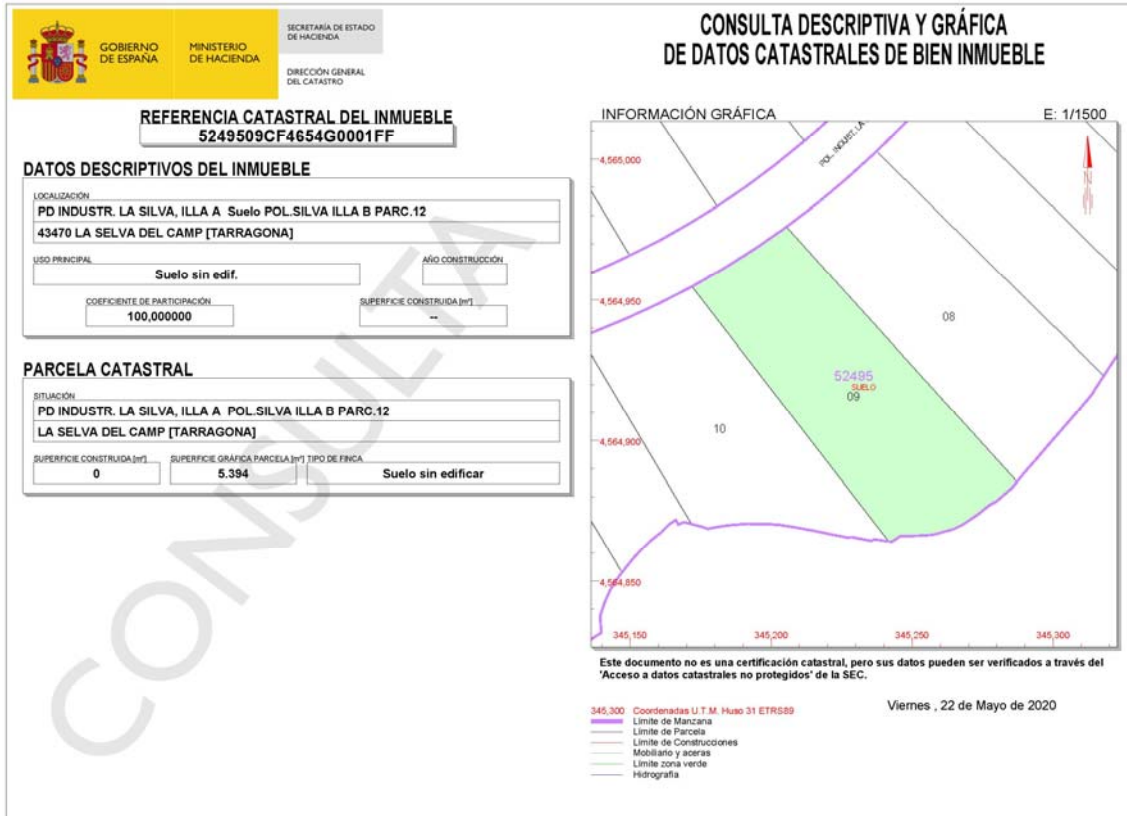 GOBIERNO
DE ESPAÑA
MINISTERIO
DE HACIENDA
SECRETARÍA DE ESTADO
DE HACIENDA
DIRECCIÓN GENERAL
DEL CATASTRO
CONSULTA DESCRIPTIVA Y GRÁFICA
DE DATOS CATASTRALES DE BIEN INMUEBLE
REFERENCIA CATASTRAL DEL INMUEBLE
5249509CF4654G0001FF
DATOS DESCRIPTIVOS DEL INMUEBLE
LOCALIZACIÓN
PD INDUSTR. LA SILVA, ILLA A Suelo POL.SILVA ILLA B PARC.12
43470 LA SELVA DEL CAMP [TARRAGONA]
USO PRINCIPAL
AÑO CONSTRUCCIÓN
Suelo sin edif.
COEFICIENTE DE PARTICIPACIÓN
SUPERFICIE CONSTRUIDA [m²]
100,000000
--
PARCELA CATASTRAL
SITUACIÓN
PD INDUSTR. LA SILVA, ILLA A POL.SILVA ILLA B PARC.12
LA SELVA DEL CAMP [TARRAGONA]
SUPERFICIE CONSTRUIDA [m²]
SUPERFICIE GRÁFICA PARCELA [m²]
TIPO DE FINCA
0
5.394
Suelo sin edificar
CONSULTA
INFORMACIÓN GRÁFICA
E: 1/1500
POL. INDUST. LA
4,565,000
N
4,564,950
08
52495
SUELO
09
10
4,564,900
4,564,850
345,150
345,200
345,250
345,300
Este documento no es una certificación catastral, pero sus datos pueden ser verificados a través del
'Acceso a datos catastrales no protegidos' de la SEC.
345,300 Coordenadas U.T.M. Huso 31 ETRS89
Límite de Manzana
Límite de Parcela
Límite de Construcciones
Mobiliario y aceras
Límite zona verde
Hidrografía
Viernes , 22 de Mayo de 2020